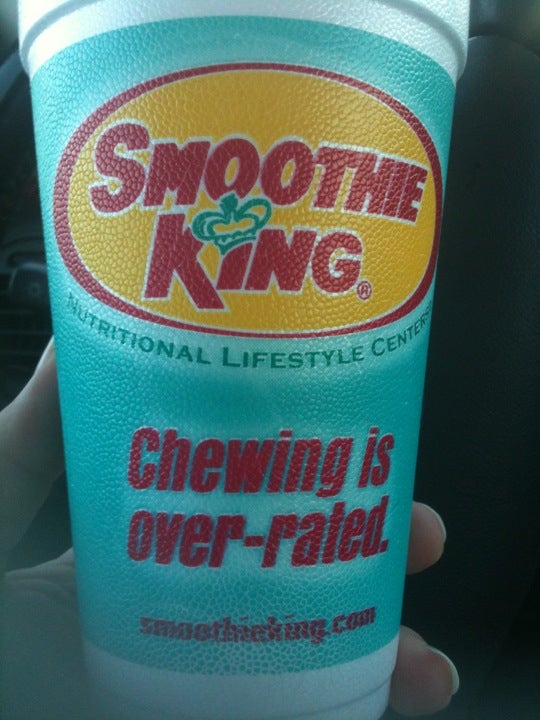 SMOOTHIE
KING®
NUTRITIONAL LIFESTYLE CENTERS
Chewing is
over-rated.
smoothieking.com